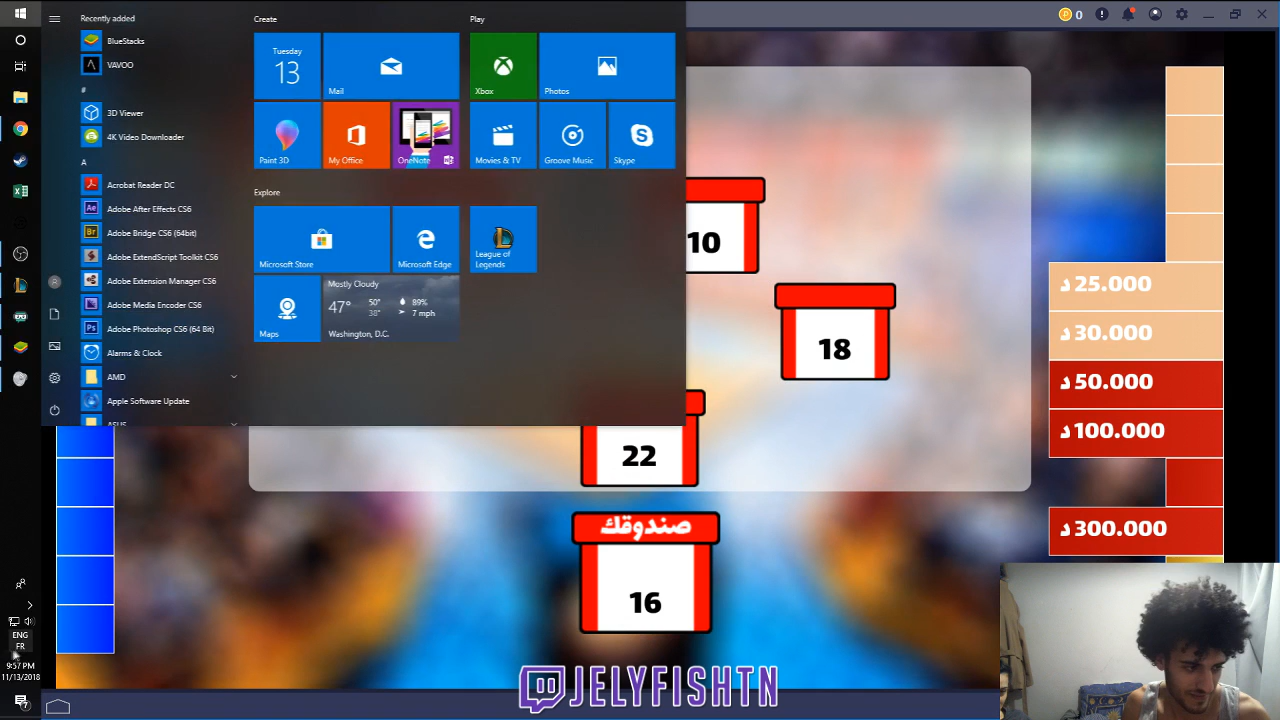 Recently added
BlueStacks
VAVOO
#
3D Viewer
4K Video Downloader
A
Acrobat Reader DC
Adobe After Effects CS6
Adobe Bridge CS6 (64bit)
Adobe ExtendScript Toolkit CS6
Adobe Extension Manager CS6
Adobe Media Encoder CS6
Adobe Photoshop CS6 (64 Bit)
Alarms & Clock
AMD
Apple Software Update
ASUS
Create
Tuesday
13
Mail
Paint 3D
My Office
OneNote
Explore
Microsoft Store
Microsoft Edge
Maps
Mostly Cloudy
47°
50°
38°
89%
7 mph
Washington, D.C.
Play
Xbox
Photos
Movies & TV
Groove Music
Skype
League of
Legends
0
10
18
22
صندوقك
16
د 25.000
د 30.000
د 50.000
د 100.000
د 300.000
JELYFISHTN
ENG
FR
9:57 PM
11/13/2018